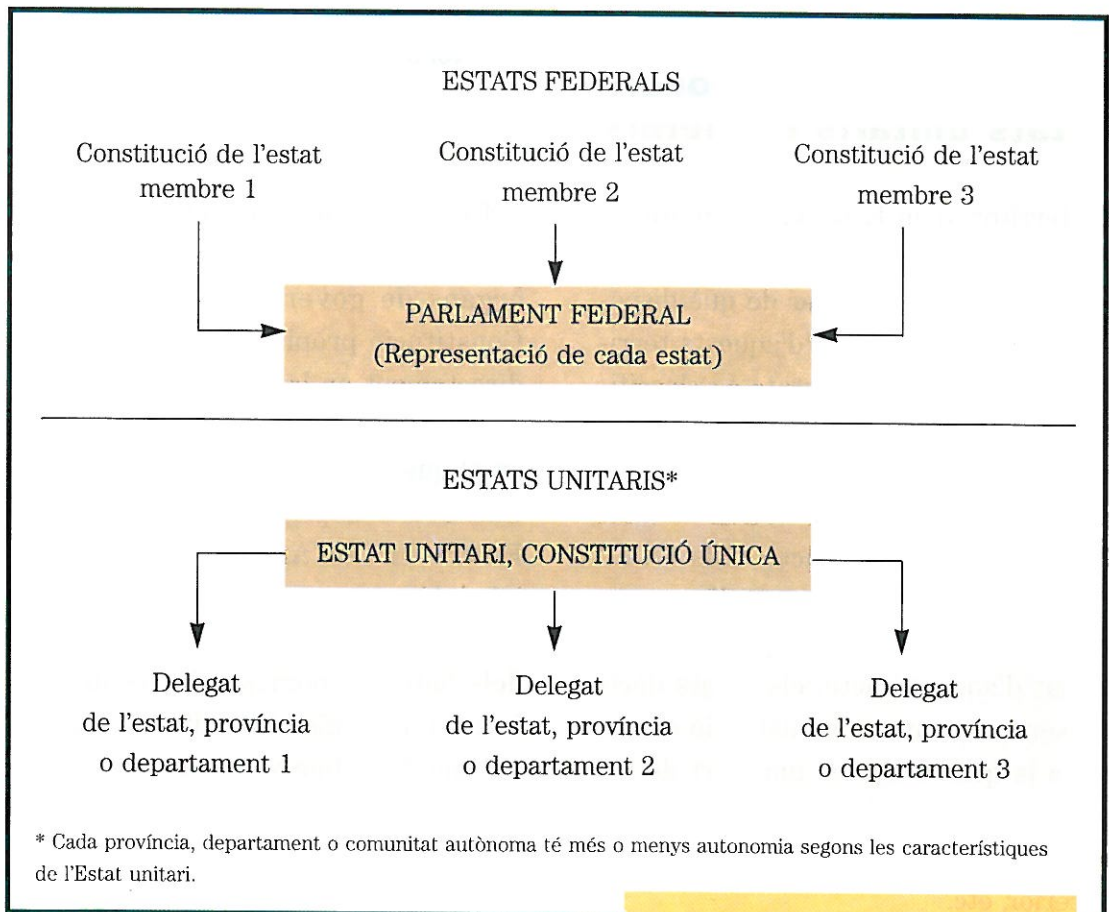 ESTATS FEDERALS
Constitució de l'estat
membre 1
Constitució de l'estat
membre 2
Constitució de l'estat
membre 3
PARLAMENT FEDERAL
(Representació de cada estat)
ESTATS UNITARIS*
ESTAT UNITARI, CONSTITUCIÓ ÚNICA
Delegat
de l'estat, província
o departament 1
Delegat
de l'estat, província
o departament 2
Delegat
de l'estat, província
o departament 3
* Cada província, departament o comunitat autònoma té més o menys autonomia segons les característiques
de l'Estat unitari.